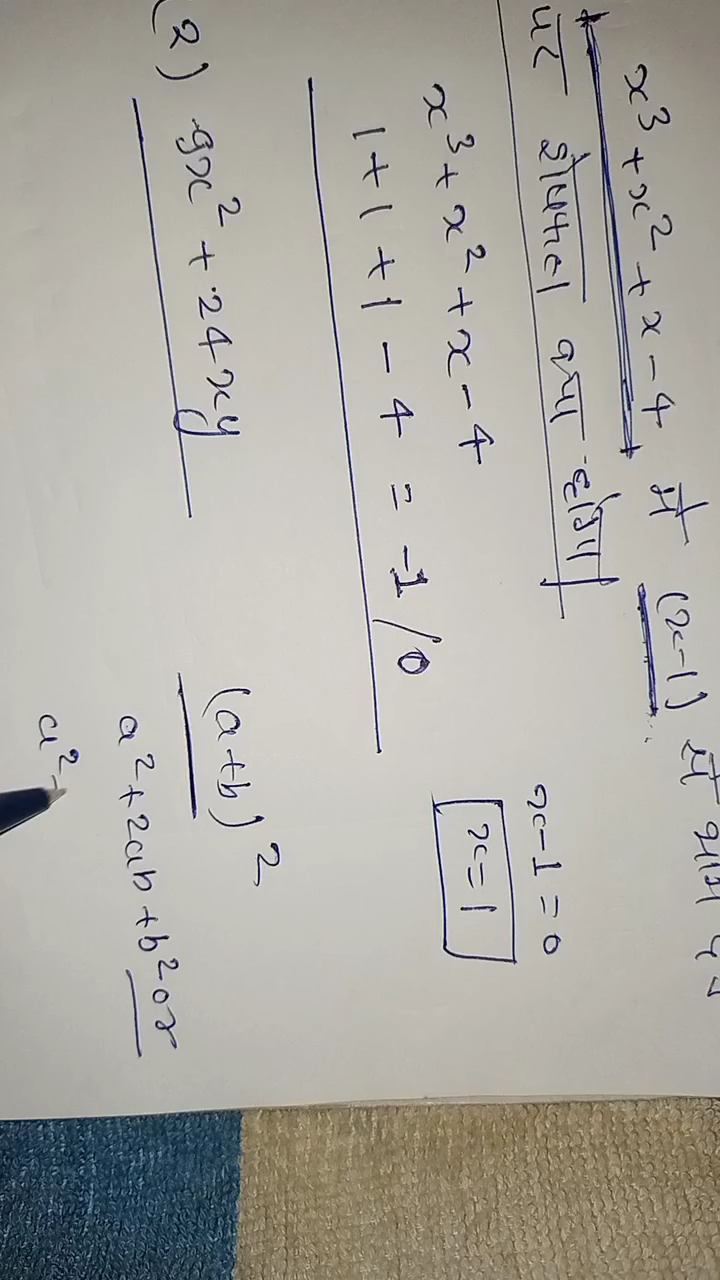 x³ + x² + x - 4 में (x-1) से भाग
पर शेषफल क्या होगा
x - 1 = 0
x³ + x² + x - 4
x = 1
1 + 1 + 1 - 4 = -1/0
(2) 9x² + 24xy
(a+b)²
a² + 2ab + b² or
a²